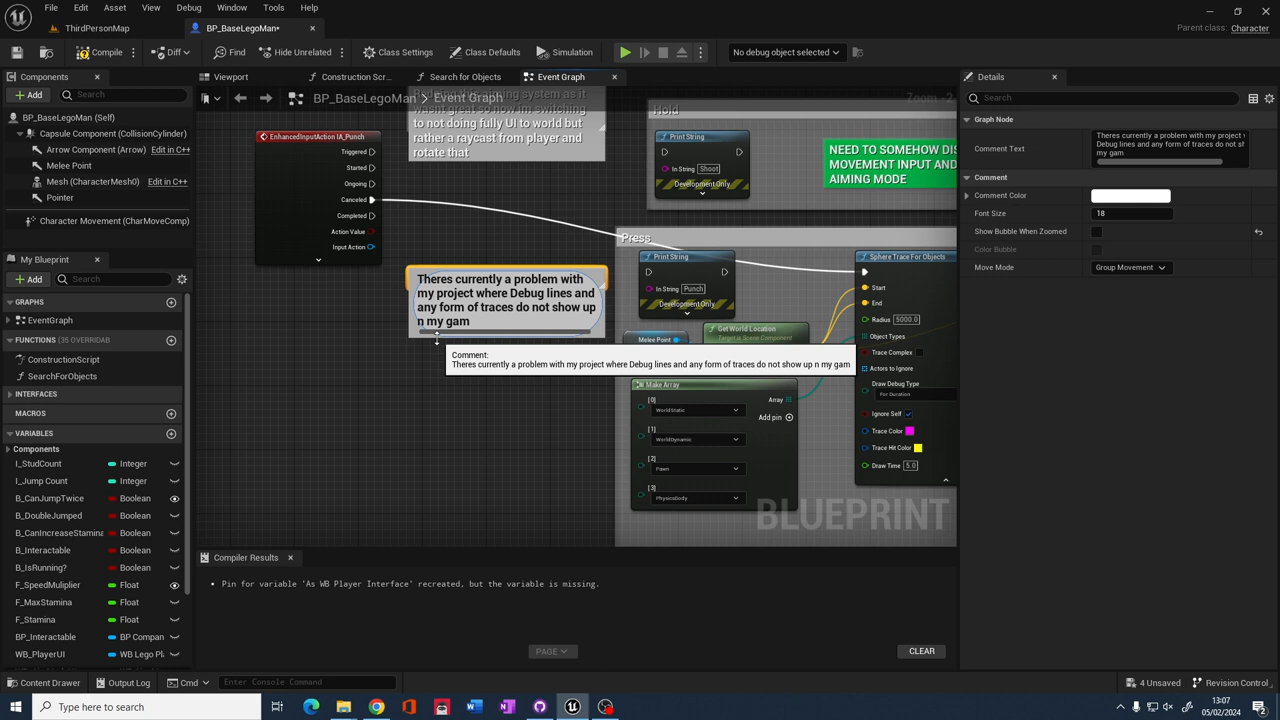 File Edit Asset View Debug Window Tools Help
ThirdPersonMap
BP_BaseLegoMan*
Parent class: Character
Compile
Diff
Find
Hide Unrelated
Class Settings
Class Defaults
Simulation
No debug object selected
Components
Add
Search
BP_BaseLegoMan (Self)
Capsule Component (CollisionCylinder)
Arrow Component (Arrow) Edit in C++
Melee Point
Mesh (CharacterMesh0) Edit in C++
Pointer
Character Movement (CharMoveComp)
My Blueprint
Add
Search
GRAPHS
EventGraph
FUNCTIONS (35 OVERRIDAB
ConstructionScript
SearchForObjects
INTERFACES
MACROS
VARIABLES
Components
I_StudCount Integer
I_Jump Count Integer
B_CanJumpTwice Boolean
B_DoubleJumped Boolean
B_CanIncreaseStamina Boolean
B_Interactable Boolean
B_IsRunning? Boolean
F_SpeedMuliplier Float
F_MaxStamina Float
F_Stamina Float
BP_Interactable BP Compan
WB_PlayerUI WB Lego Pl
Viewport
Construction Scr...
Search for Objects
Event Graph
BP_BaseLegoMan > Event Graph
Zoom -2
EnhancedInputAction IA_Punch
Triggered
Started
Ongoing
Canceled
Completed
Action Value
Input Action
wasnt great so now im switching
to not doing fully UI to world but
rather a raycast from player and
rotate that
Hold
Print String
In String Shoot
Development Only
NEED TO SOMEHOW DIS
MOVEMENT INPUT AND
AIMING MODE
Press
Print String
In String Punch
Development Only
Theres currently a problem with
my project where Debug lines and
any form of traces do not show up
n my gam
Comment:
Theres currently a problem with my project where Debug lines and any form of traces do not show up n my gam
Melee Point
Get World Location
Target is Scene Component
Make Array
[0] Array
WorldStatic
Add pin
[1]
WorldDynamic
[2]
Pawn
[3]
PhysicsBody
Sphere Trace For Objects
Start
End
Radius 5000.0
Object Types
Trace Complex
Actors to Ignore
Draw Debug Type
For Duration
Ignore Self
Trace Color
Trace Hit Color
Draw Time 5.0
BLUEPRINT
Compiler Results
Pin for variable 'As WB Player Interface' recreated, but the variable is missing.
PAGE
CLEAR
Details
Search
Graph Node
Comment Text
Theres currently a problem with my project
Debug lines and any form of traces do not sh
my gam
Comment
Comment Color
Font Size 18
Show Bubble When Zoomed
Color Bubble
Move Mode Group Movement
Content Drawer
Output Log
Cmd
Enter Console Command
4 Unsaved
Revision Control
Type here to search
13:07
05/02/2024